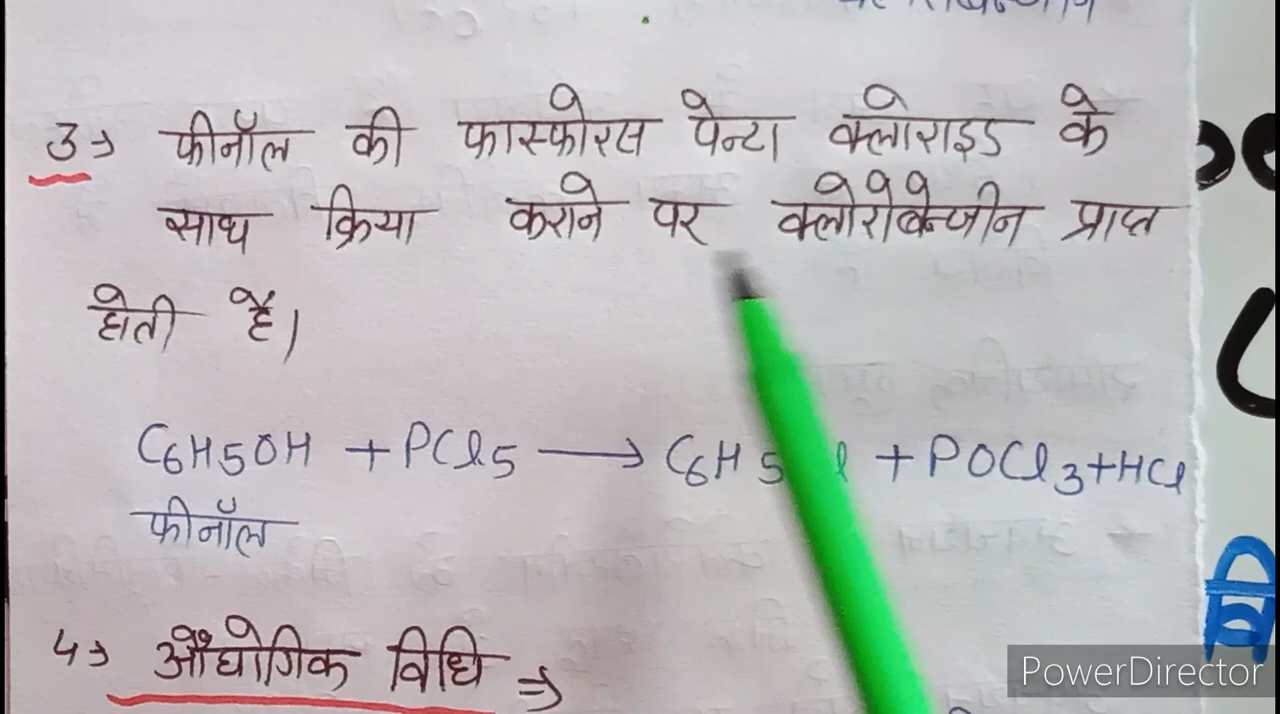 3→ फीनॉल की फास्फोरस पेन्टा क्लोराइड के
साथ क्रिया कराने पर क्लोरोबेन्जीन प्राप्त
होती है।
C6H5OH + PCl5 → C6H5 + POCl3 + HCl
फीनॉल
4→ औद्योगिक विधि ⇒
PowerDirector